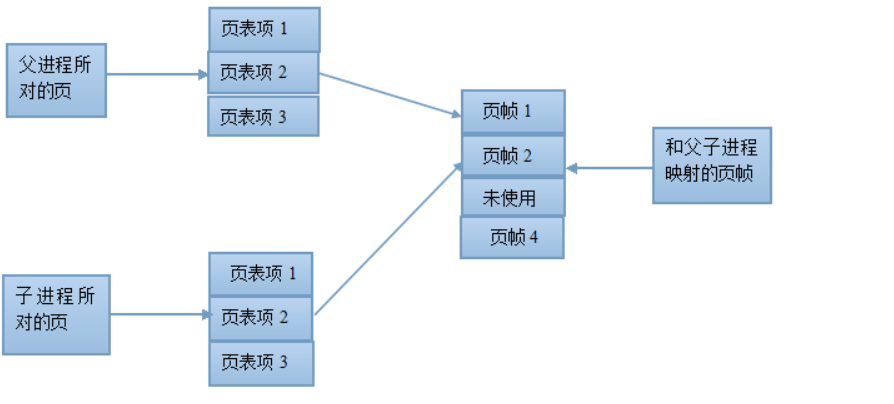 父进程所
对的页
页表项 1
页表项 2
页表项 3
页帧 1
页帧 2
未使用
页帧 4
和父子进程
映射的页帧
子进程所
对的页
页表项 1
页表项 2
页表项 3